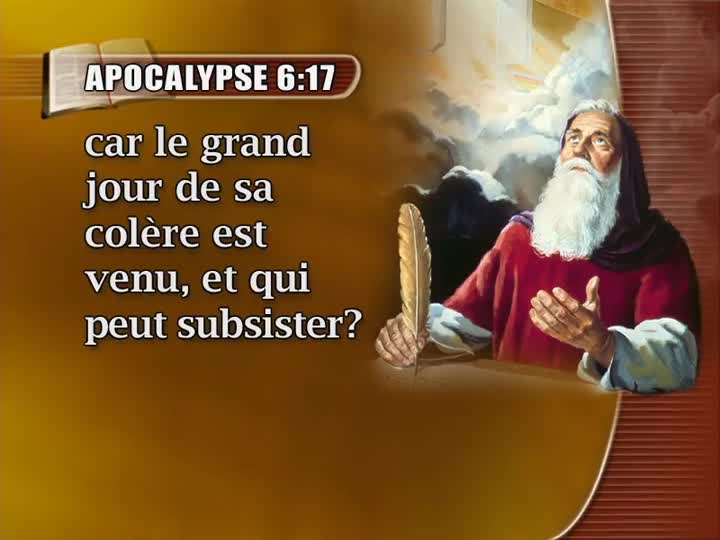 APOCALYPSE 6:17
car le grand
jour de sa
colère est
venu, et qui
peut subsister?